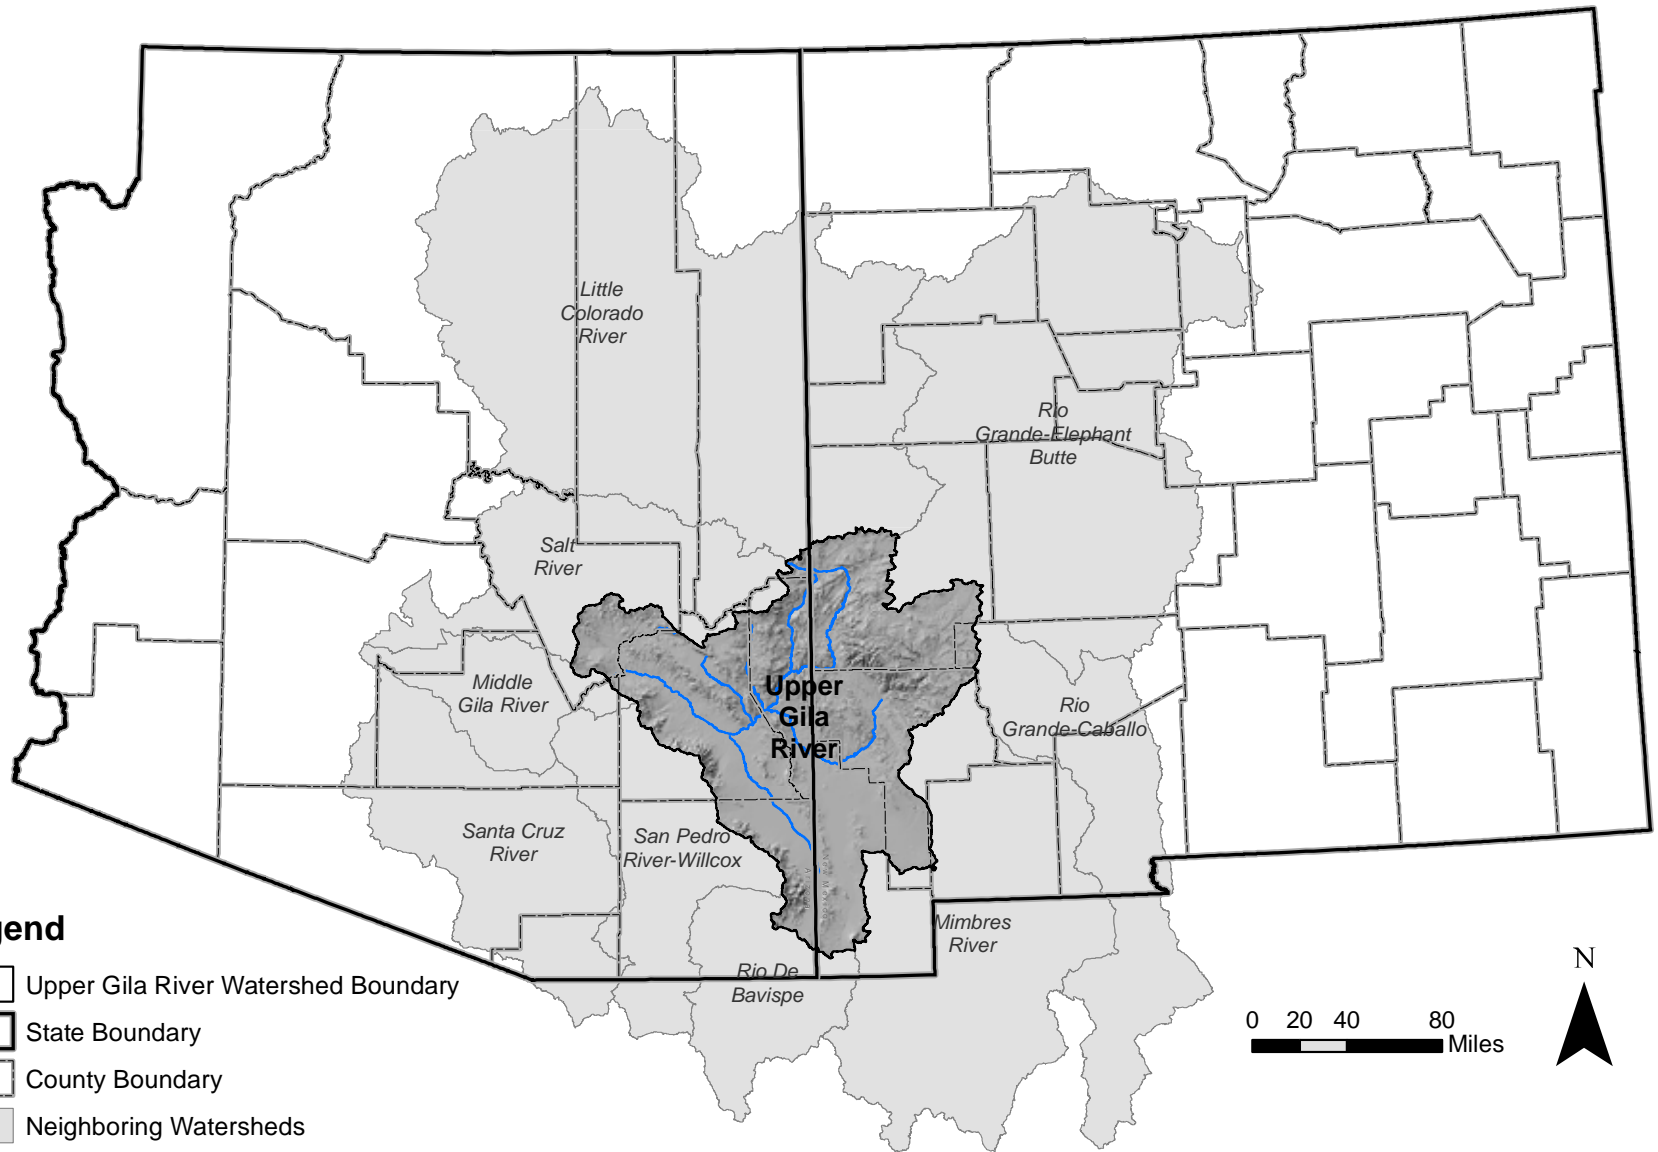 Little
Colorado
River
Rio
Grande-Elephant
Butte
Salt
River
Middle
Gila River
Upper
Gila
River
Rio
Grande-Caballo
Santa Cruz
River
San Pedro
River-Willcox
Mimbres
River
Rio De
Bavispe
gend
Upper Gila River Watershed Boundary
State Boundary
County Boundary
Neighboring Watersheds
0 20 40 80
Miles
N